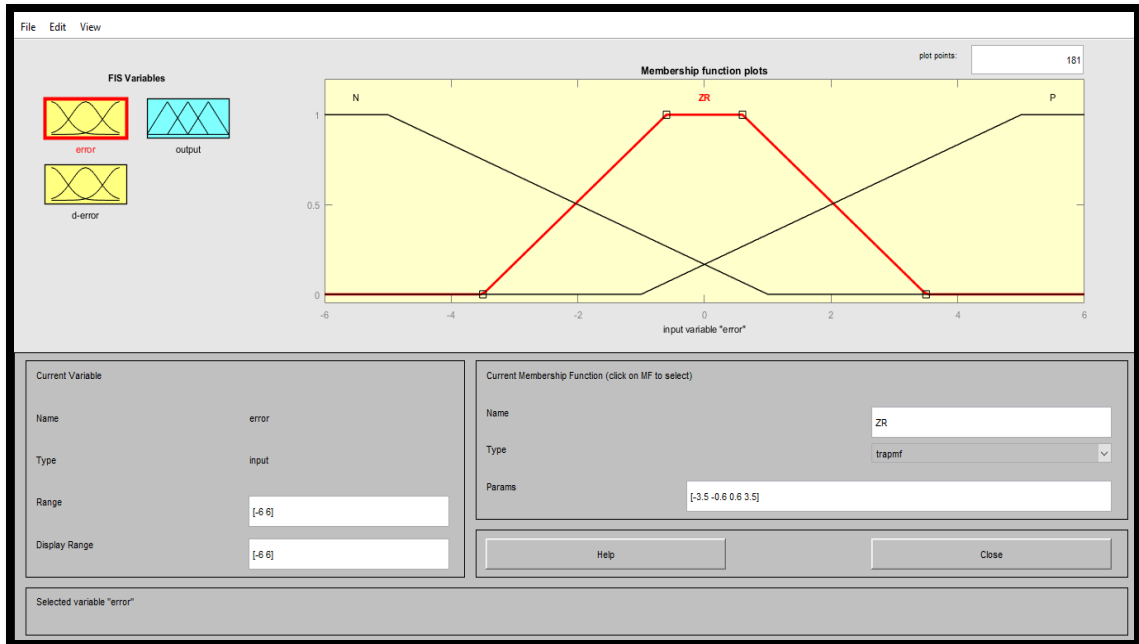 File Edit View
plot points: 181
FIS Variables
Membership function plots
error
output
d-error
N
ZR
P
1
0.5
0
-6 -4 -2 0 2 4 6
input variable "error"
Current Variable
Name error
Type input
Range [-6 6]
Display Range [-6 6]
Current Membership Function (click on MF to select)
Name ZR
Type trapmf
Params [-3.5 -0.6 0.6 3.5]
Help Close
Selected variable "error"